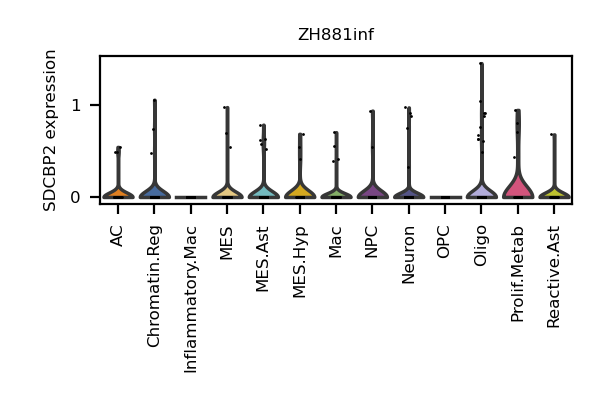 ZH881inf
SDCBP2 expression
1
0
AC
Chromatin.Reg
Inflammatory.Mac
MES
MES.Ast
MES.Hyp
Mac
NPC
Neuron
OPC
Oligo
Prolif.Metab
Reactive.Ast